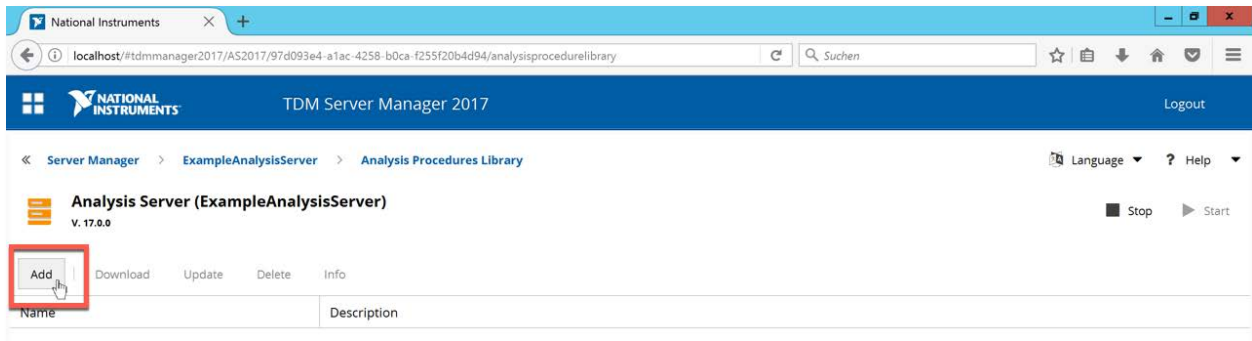 National Instruments
localhost/#tdmmanager2017/AS2017/97d093e4-a1ac-4258-b0ca-f255f20b4d94/analysisprocedurelibrary
Suchen
NATIONAL INSTRUMENTS
TDM Server Manager 2017
Logout
« Server Manager > ExampleAnalysisServer > Analysis Procedures Library
Language
? Help
Analysis Server (ExampleAnalysisServer)
V. 17.0.0
Stop
Start
Add
Download
Update
Delete
Info
Name
Description